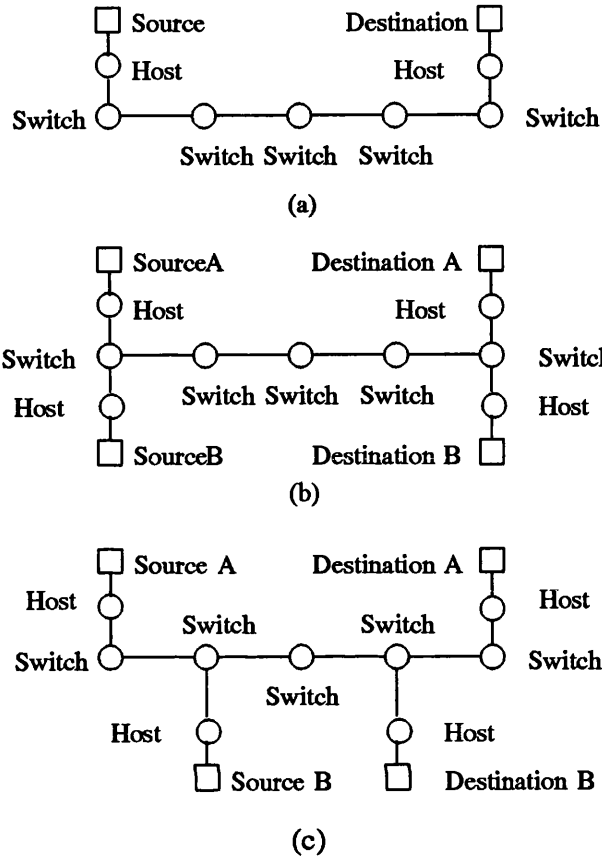 Source Destination
Host Host
Switch Switch
Switch Switch Switch
(a)
SourceA Destination A
Host Host
Switch Switch
Switch Switch Switch
Host Host
SourceB Destination B
(b)
Source A Destination A
Host Host
Switch Switch
Switch Switch
Switch
Host Host
Source B Destination B
(c)